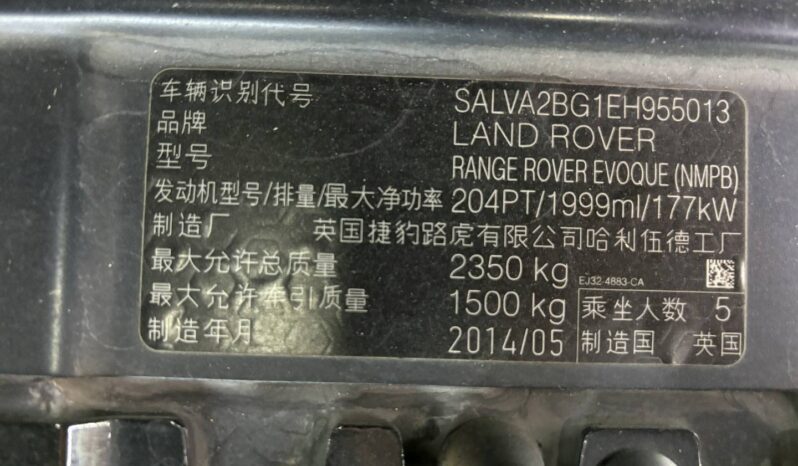 车辆识别代号 SALVA2BG1EH955013
品牌 LAND ROVER
型号 RANGE ROVER EVOQUE (NMPB)
发动机型号/排量/最大净功率 204PT/1999ml/177kW
制造厂 英国捷豹路虎有限公司哈利伍德工厂
最大允许总质量 2350 kg EJ32-4883-CA
最大允许牵引质量 1500 kg 乘坐人数 5
制造年月 2014/05 制造国 英国